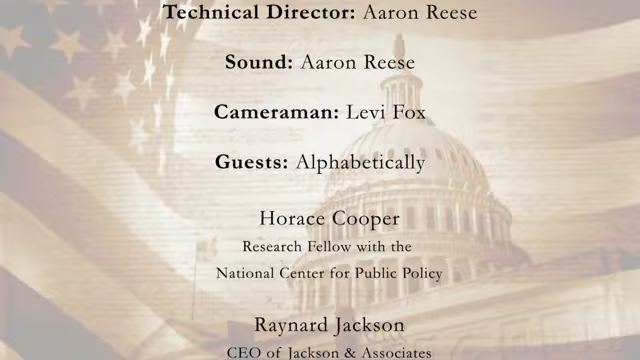 Technical Director: Aaron Reese
Sound: Aaron Reese
Cameraman: Levi Fox
Guests: Alphabetically
Horace Cooper
Research Fellow with the
National Center for Public Policy
Raynard Jackson
CEO of Jackson & Associates